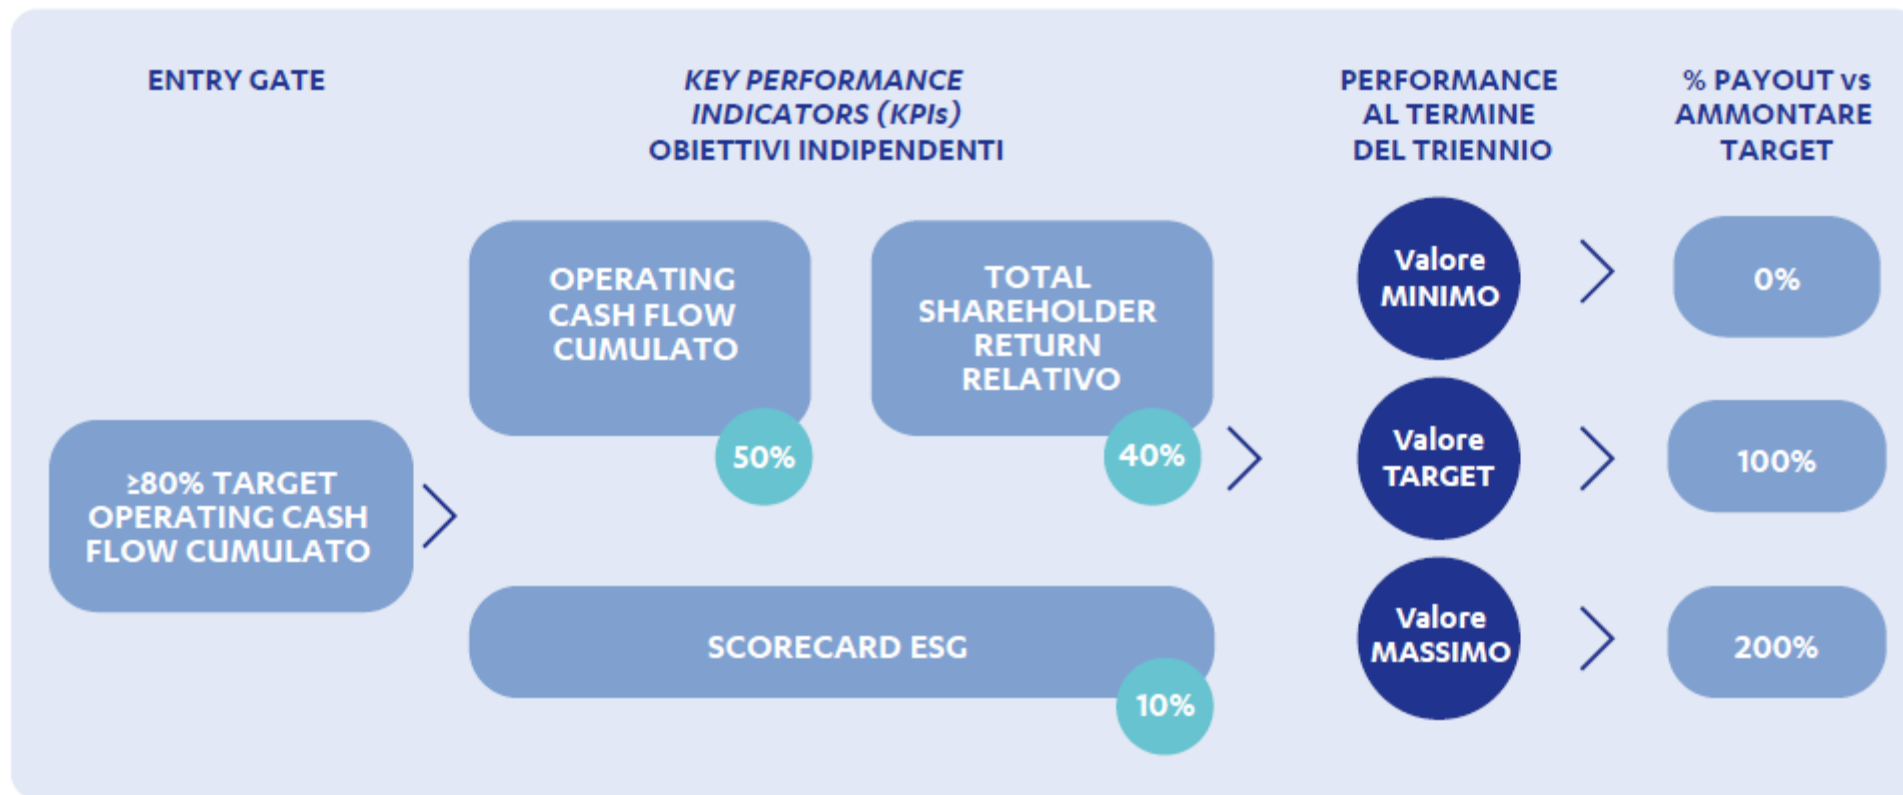 ENTRY GATE
KEY PERFORMANCE
INDICATORS (KPIs)
OBIETTIVI INDIPENDENTI
PERFORMANCE
AL TERMINE
DEL TRIENNIO
% PAYOUT vs
AMMONTARE
TARGET
≥80% TARGET
OPERATING CASH
FLOW CUMULATO
OPERATING
CASH FLOW
CUMULATO
50%
TOTAL
SHAREHOLDER
RETURN
RELATIVO
40%
SCORECARD ESG
10%
Valore
MINIMO
0%
Valore
TARGET
100%
Valore
MASSIMO
200%